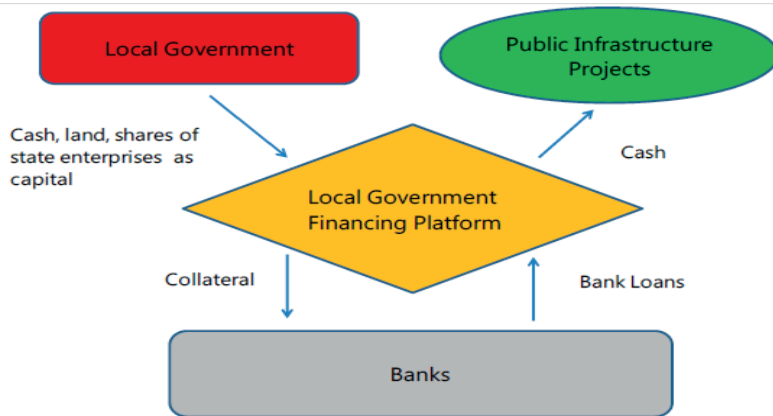 Local Government
Public Infrastructure
Projects
Cash, land, shares of
state enterprises as
capital
Cash
Local Government
Financing Platform
Collateral
Bank Loans
Banks